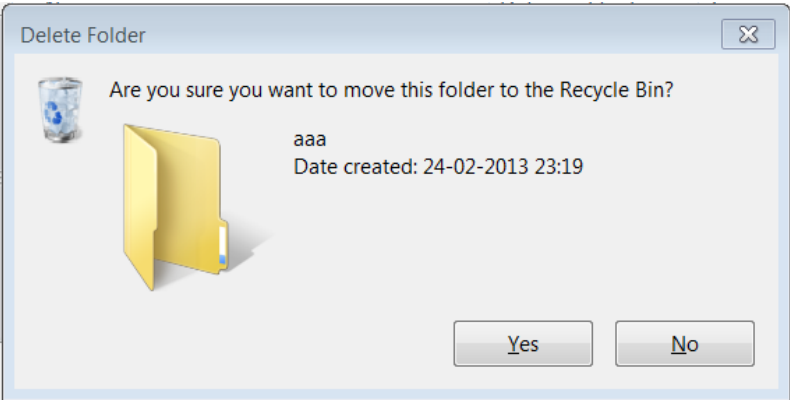 Delete Folder
Are you sure you want to move this folder to the Recycle Bin?
aaa
Date created: 24-02-2013 23:19
Yes
No